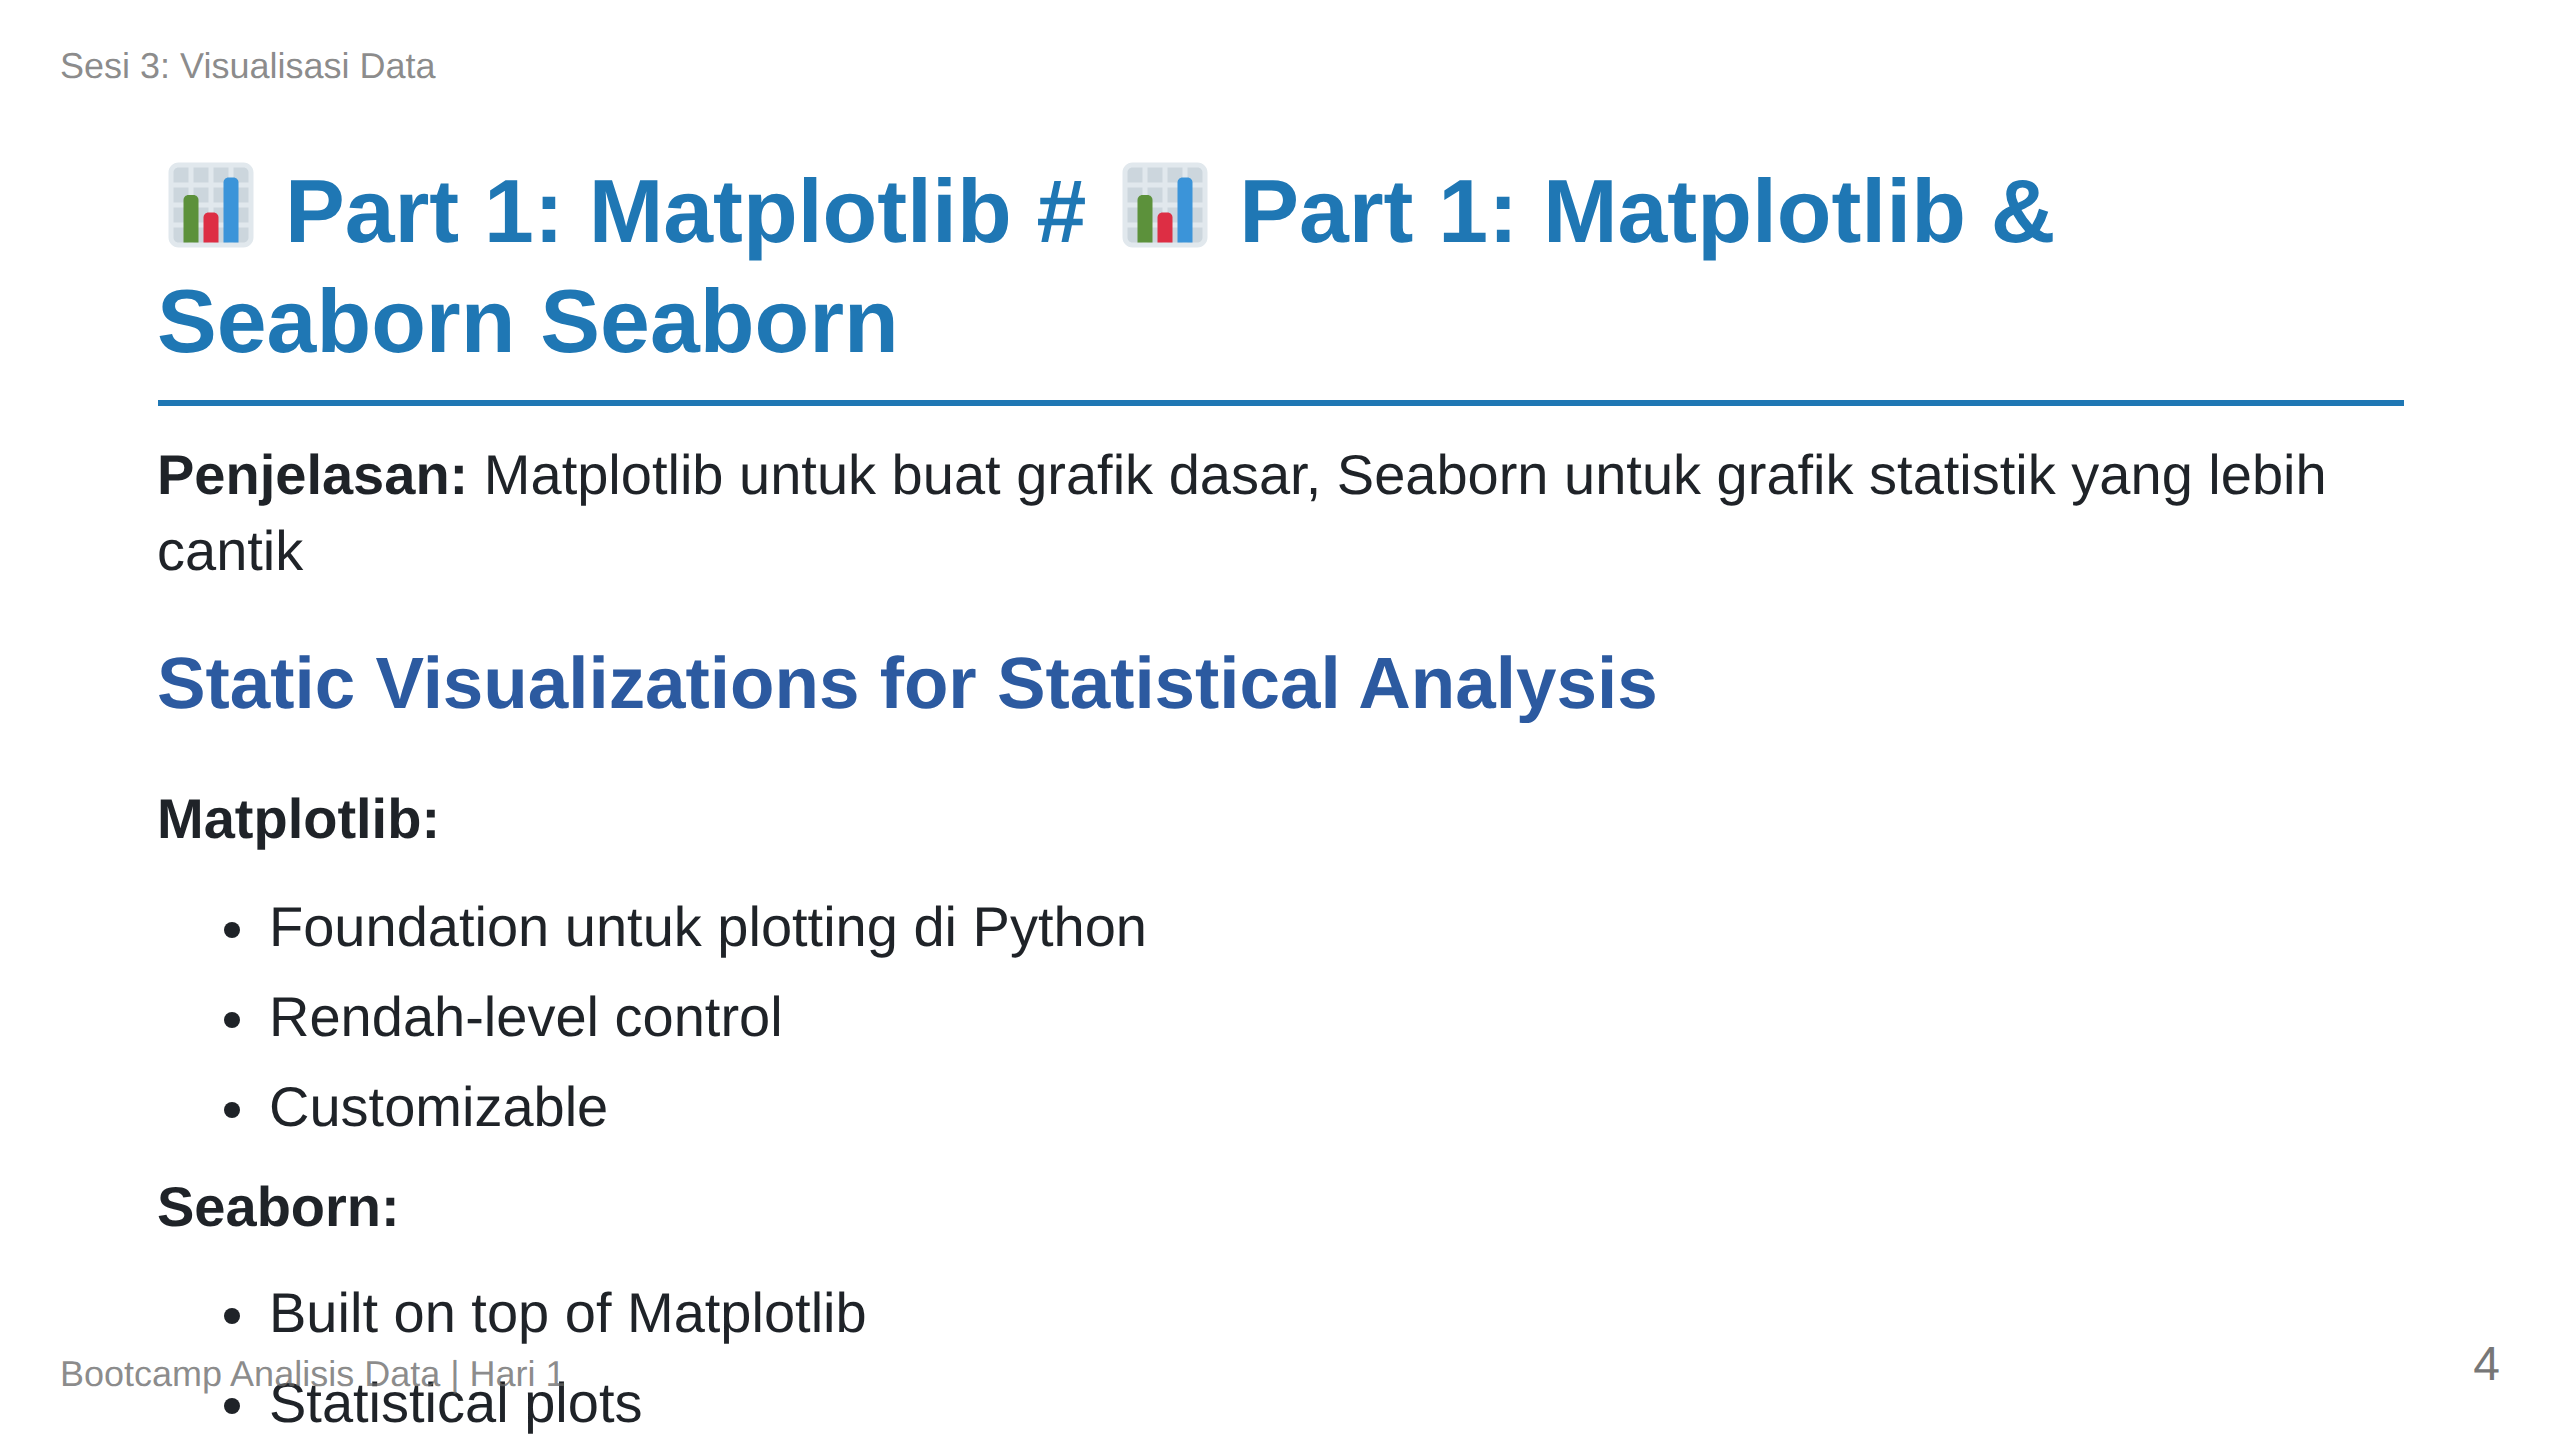 Sesi 3: Visualisasi Data
📊 Part 1: Matplotlib # 📊 Part 1: Matplotlib &
Seaborn Seaborn
Penjelasan: Matplotlib untuk buat grafik dasar, Seaborn untuk grafik statistik yang lebih
cantik
Static Visualizations for Statistical Analysis
Matplotlib:
• Foundation untuk plotting di Python
• Rendah-level control
• Customizable
Seaborn:
• Built on top of Matplotlib
• Statistical plots
Bootcamp Analisis Data | Hari 1
4